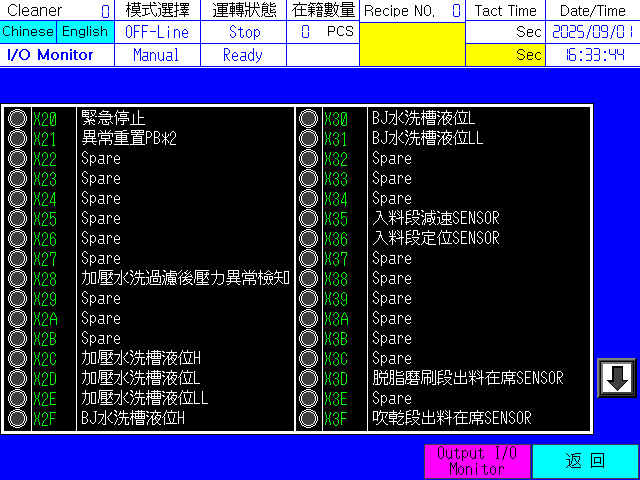 Cleaner 0 模式選擇 運轉狀態 在籍數量 Recipe NO. 0 Tact Time Date/Time
Chinese English OFF-Line Stop 0 PCS Sec 2025/09/01
I/O Monitor Manual Ready Sec 16:33:44
X20 緊急停止 X30 BJ水洗槽液位L
X21 異常重置PB*2 X31 BJ水洗槽液位LL
X22 Spare X32 Spare
X23 Spare X33 Spare
X24 Spare X34 Spare
X25 Spare X35 入料段減速SENSOR
X26 Spare X36 入料段定位SENSOR
X27 Spare X37 Spare
X28 加壓水洗過濾後壓力異常檢知 X38 Spare
X29 Spare X39 Spare
X2A Spare X3A Spare
X2B Spare X3B Spare
X2C 加壓水洗槽液位H X3C Spare
X2D 加壓水洗槽液位L X3D 脫脂磨刷段出料在席SENSOR
X2E 加壓水洗槽液位LL X3E Spare
X2F BJ水洗槽液位H X3F 吹乾段出料在席SENSOR
Output I/O
Monitor
返 回